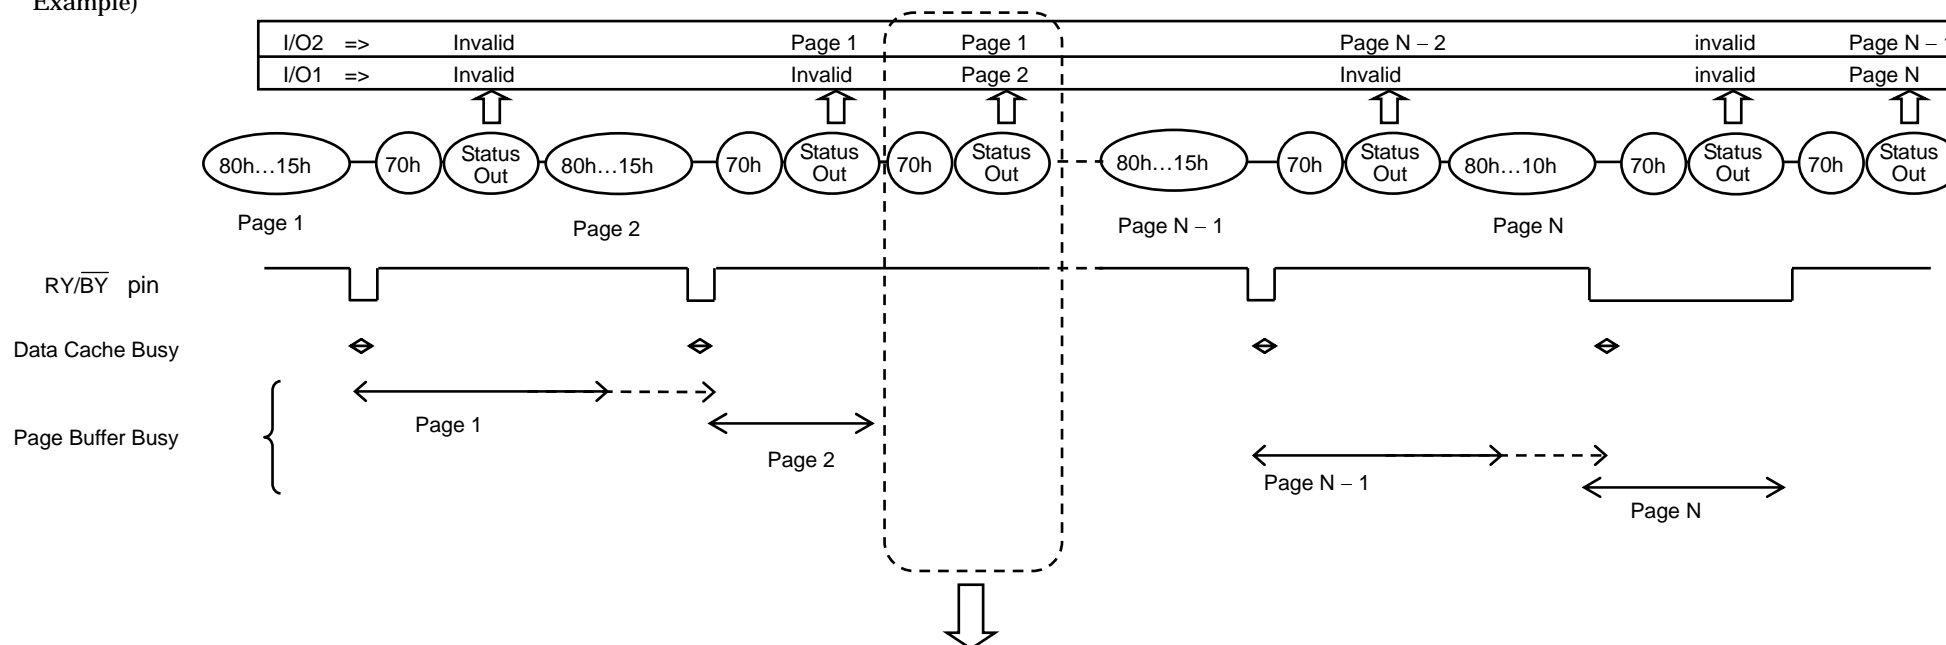 Example)
I/O2 => Invalid Page 1 Page 1 Page N − 2 invalid Page N −
I/O1 => Invalid Invalid Page 2 Invalid invalid Page N
80h…15h 70h Status Out 80h…15h 70h Status Out 70h Status Out 80h…15h 70h Status Out 80h…10h 70h Status Out 70h Status Out
Page 1 Page 2 Page N − 1 Page N
RY/BY pin
Data Cache Busy
Page 1
Page Buffer Busy
Page 2
Page N − 1
Page N